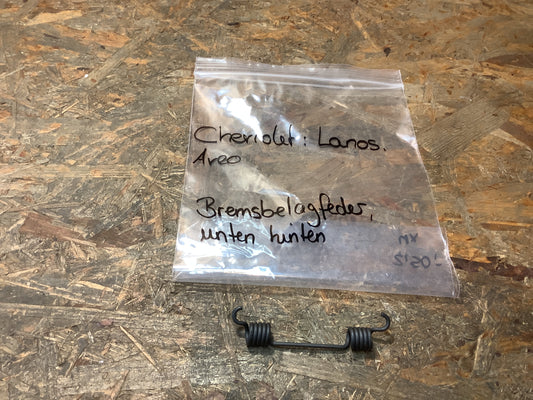 Chevrolet: Lanos,
Aveo
Bremsbelagfeder,
unten hinten